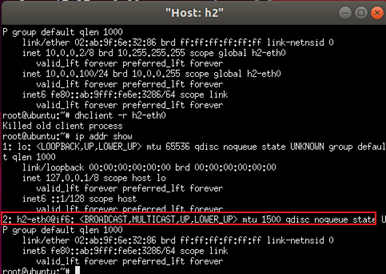 "Host: h2"
P group default qlen 1000
link/ether 02:ab:9f:6e:32:86 brd ff:ff:ff:ff:ff:ff link-netnsid 0
inet 10.0.0.2/8 brd 10.255.255.255 scope global h2-eth0
valid_lft forever preferred_lft forever
inet 10.0.0.100/24 brd 10.0.0.255 scope global h2-eth0
valid_lft forever preferred_lft forever
inet6 fe80::ab:9fff:fe6e:3286/64 scope link
valid_lft forever preferred_lft forever
root@ubuntu:~# dhclient -r h2-eth0
Killed old client process
root@ubuntu:~# ip addr show
1: lo: <LOOPBACK,UP,LOWER_UP> mtu 65536 qdisc noqueue state UNKNOWN group defaul
t qlen 1000
link/loopback 00:00:00:00:00:00 brd 00:00:00:00:00:00
inet 127.0.0.1/8 scope host lo
valid_lft forever preferred_lft forever
inet6 ::1/128 scope host
valid_lft forever preferred_lft forever
2: h2-eth0@if6: <BROADCAST,MULTICAST,UP,LOWER_UP> mtu 1500 qdisc noqueue state U
P group default qlen 1000
link/ether 02:ab:9f:6e:32:86 brd ff:ff:ff:ff:ff:ff link-netnsid 0
inet6 fe80::ab:9fff:fe6e:3286/64 scope link
valid_lft forever preferred_lft forever
root@ubuntu:~#